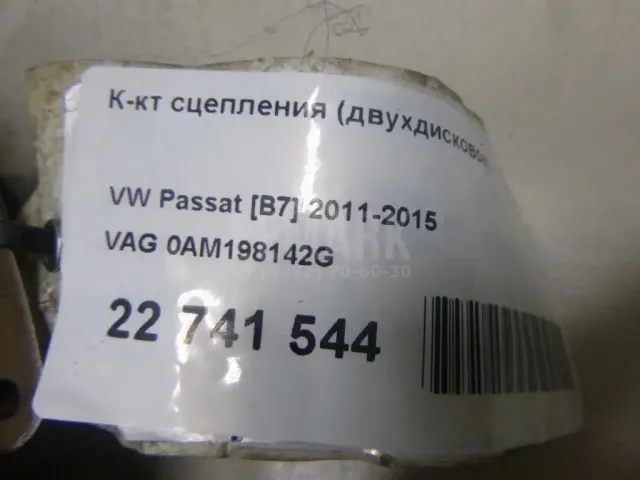 К-кт сцепления (двухдисковое
VW Passat [B7] 2011-2015
VAG 0AM198142G
22 741 544